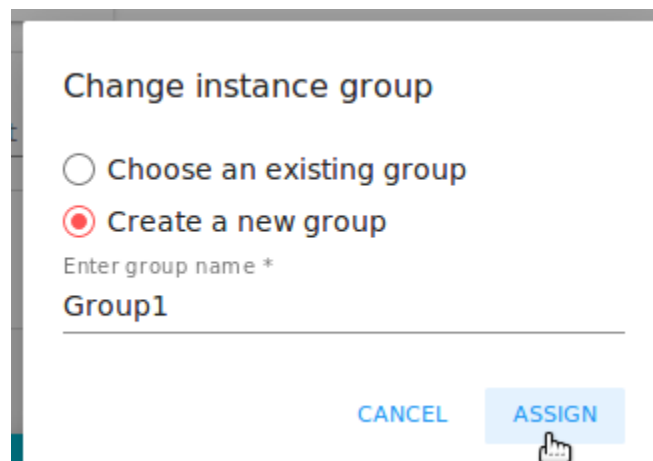 Change instance group
Choose an existing group
Create a new group
Enter group name *
Group1
CANCEL ASSIGN